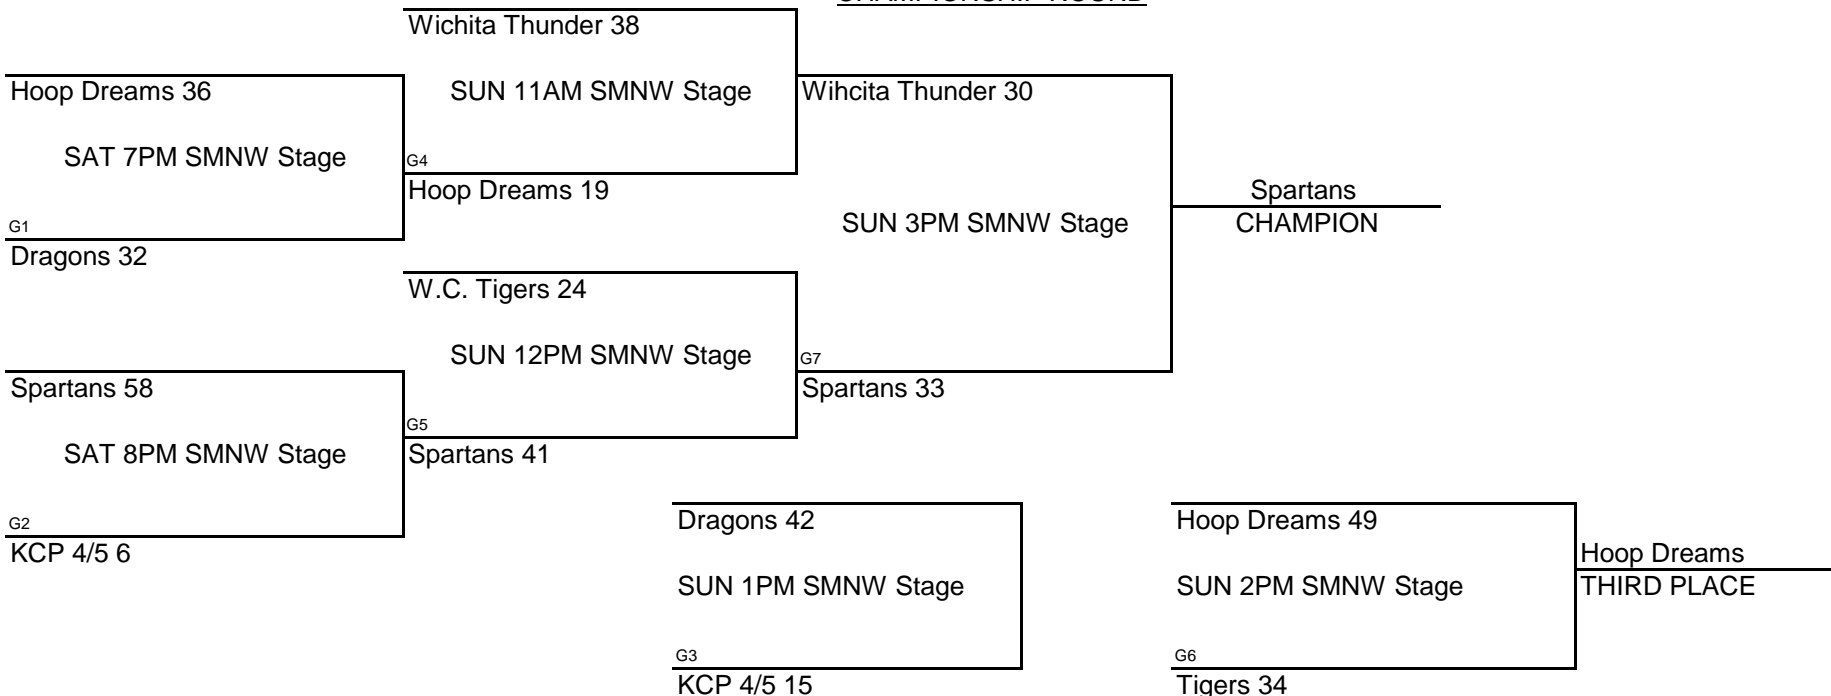 CHAMPIONSHIP ROUND
Wichita Thunder 38
Hoop Dreams 36
SUN 11AM SMNW Stage
Wihcita Thunder 30
SAT 7PM SMNW Stage
G4
Hoop Dreams 19
Spartans
G1
SUN 3PM SMNW Stage
CHAMPION
Dragons 32
W.C. Tigers 24
SUN 12PM SMNW Stage
G7
Spartans 58
Spartans 33
G5
SAT 8PM SMNW Stage
Spartans 41
G2
Dragons 42
Hoop Dreams 49
KCP 4/5 6
Hoop Dreams
SUN 1PM SMNW Stage
SUN 2PM SMNW Stage
THIRD PLACE
G3
G6
KCP 4/5 15
Tigers 34